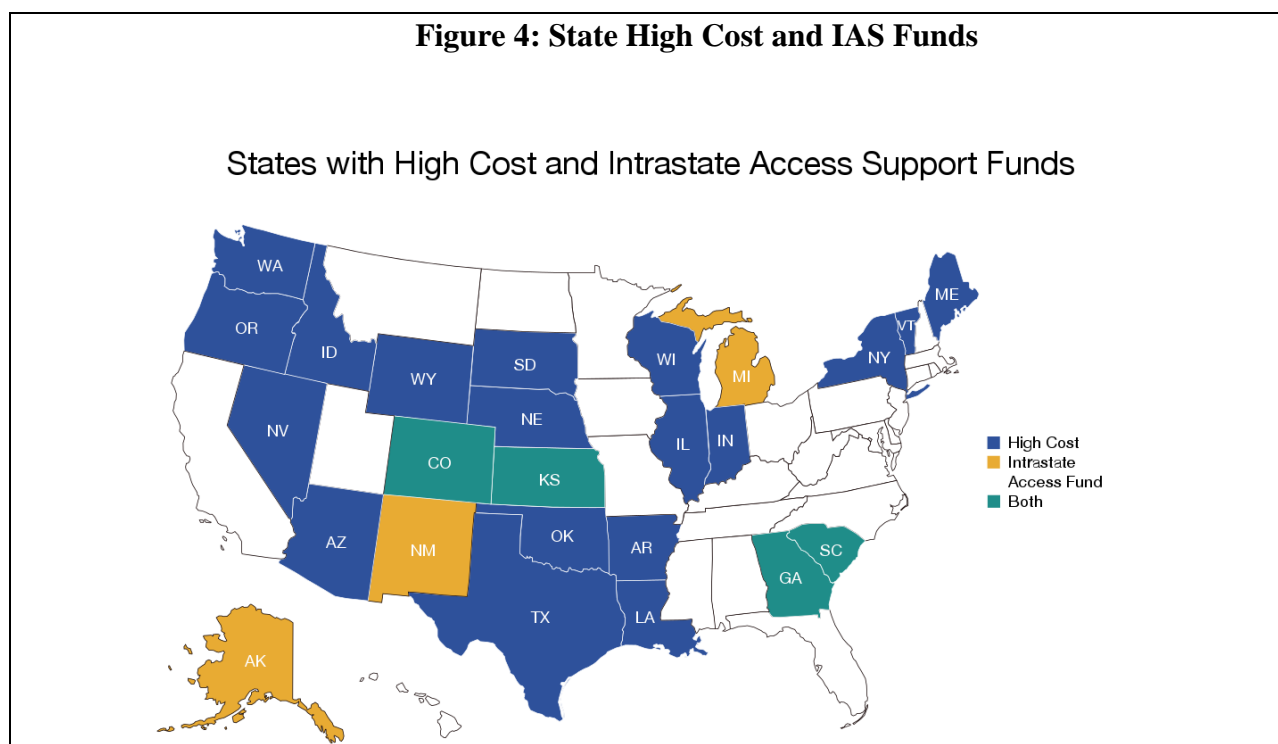 Figure 4: State High Cost and IAS Funds
States with High Cost and Intrastate Access Support Funds
WA
ME
OR
VT
ID
NY
WI
SD
WY
MI
NE
NV
IL
IN
High Cost
CO
Intrastate
KS
Access Fund
Both
OK
AZ
AR
NM
SC
GA
TX
LA
AK